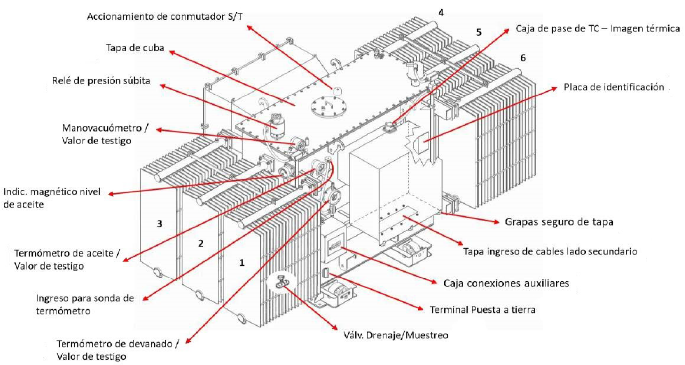 4
Accionamiento de conmutador S/T
5
Caja de pase de TC – Imagen térmica
Tapa de cuba
6
Relé de presión súbita
Placa de identificación
Manovacuómetro /
Valor de testigo
Indic. magnético nivel
de aceite
3
2
1
Grapas seguro de tapa
Termómetro de aceite /
Valor de testigo
Tapa ingreso de cables lado secundario
Caja conexiones auxiliares
Ingreso para sonda de
termómetro
Terminal Puesta a tierra
Válv. Drenaje/Muestreo
Termómetro de devanado /
Valor de testigo